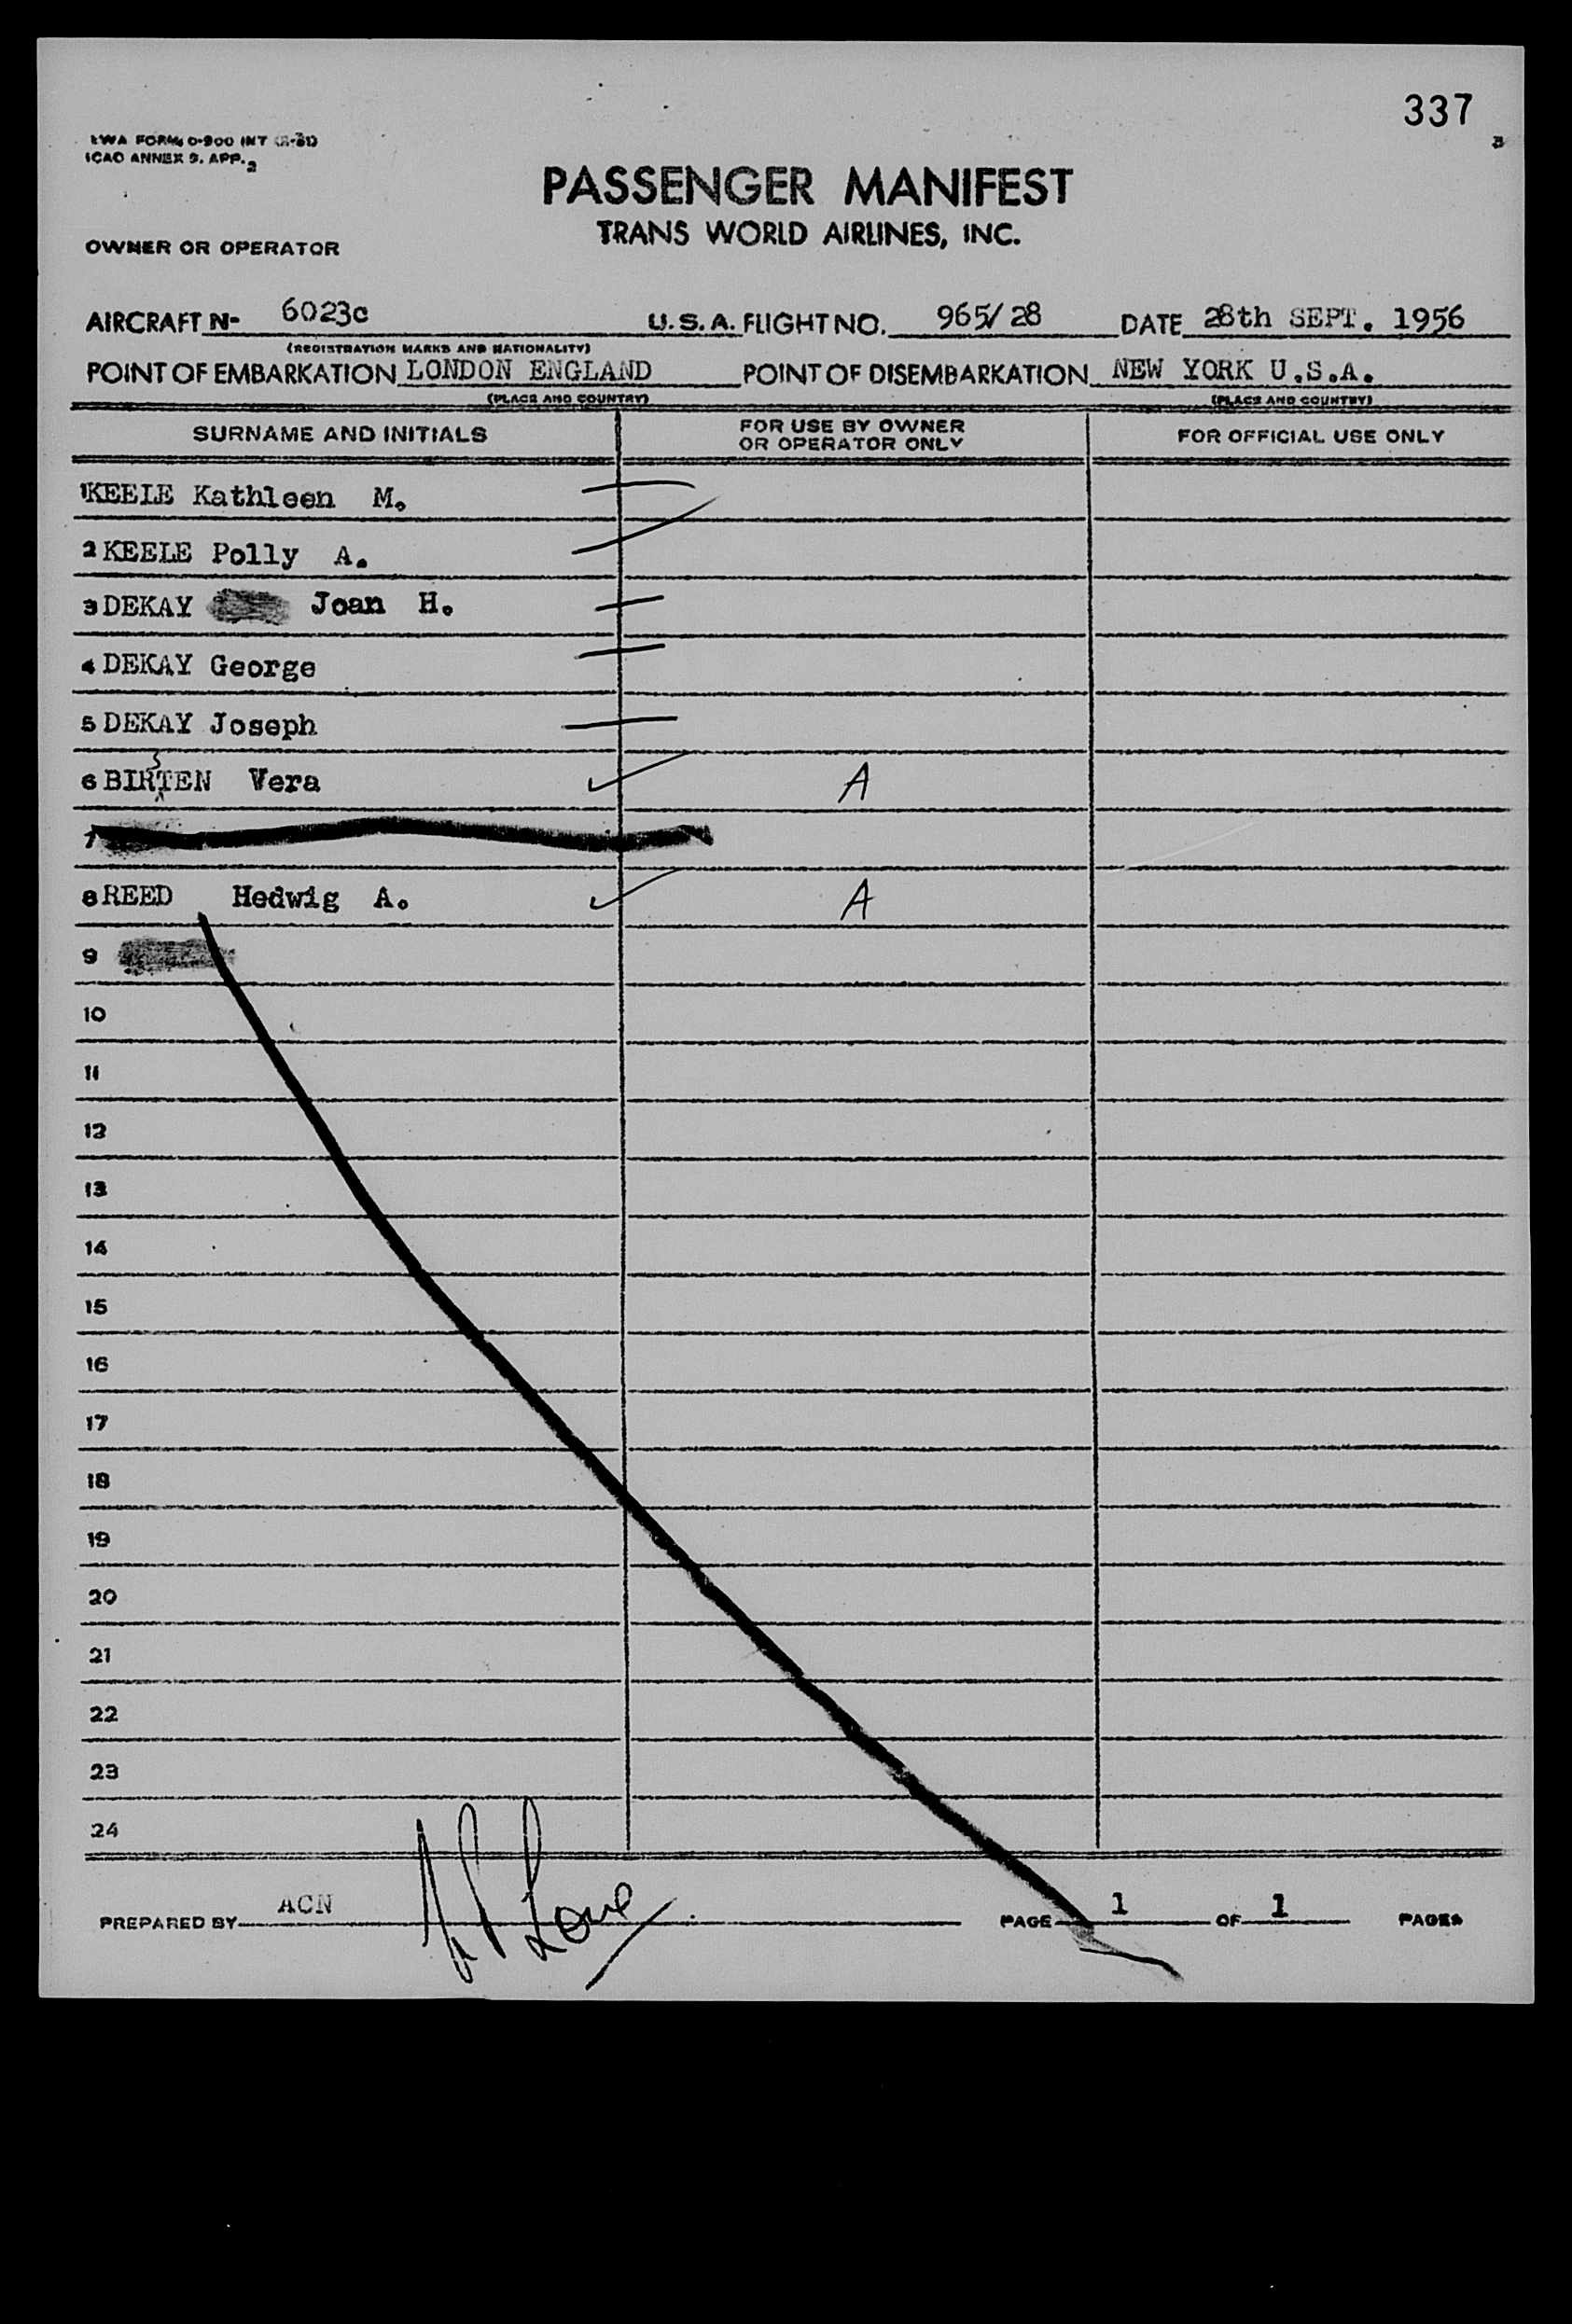 337
TWA FORM 0-900 INT
ICAO ANNEX 9. APP. 2
3
PASSENGER MANIFEST
TRANS WORLD AIRLINES, INC.
OWNER OR OPERATOR
AIRCRAFT N- 6023c U.S.A. FLIGHT NO. 965/28 DATE 28th SEPT. 1956
(REGISTRATION MARKS AND NATIONALITY)
POINT OF EMBARKATION LONDON ENGLAND POINT OF DISEMBARKATION NEW YORK U.S.A.
(PLACE AND COUNTRY) (PLACE AND COUNTRY)
SURNAME AND INITIALS FOR USE BY OWNER OR OPERATOR ONLY FOR OFFICIAL USE ONLY
1 KEELE Kathleen M.
2 KEELE Polly A.
3 DEKAY Joan H.
4 DEKAY George
5 DEKAY Joseph
6 BIRTEN Vera A
7
8 REED Hedwig A. A
9
10
11
12
13
14
15
16
17
18
19
20
21
22
23
24
PREPARED BY ACN PAGE 1 OF 1 PAGES